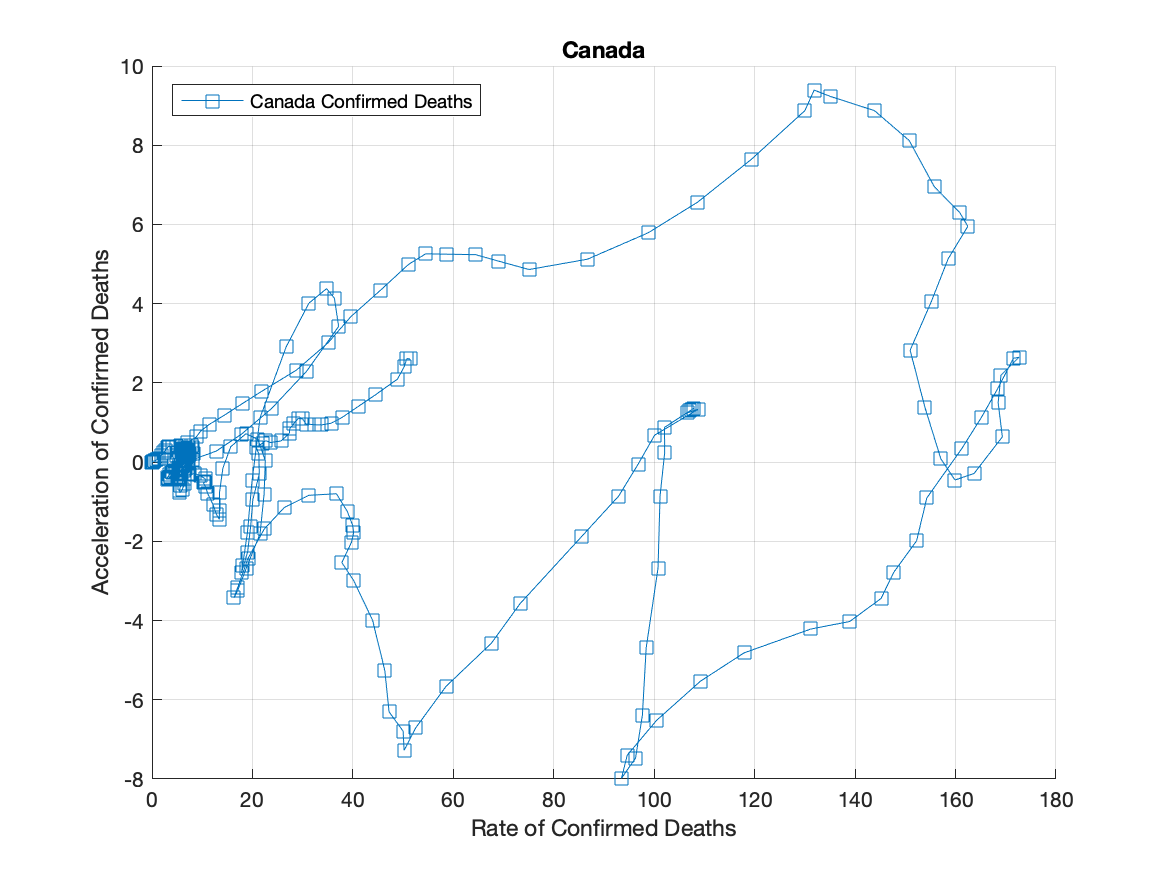 Canada
10
Canada Confirmed Deaths
8
6
4
2
0
-2
-4
-6
-8
Acceleration of Confirmed Deaths
0 20 40 60 80 100 120 140 160 180
Rate of Confirmed Deaths